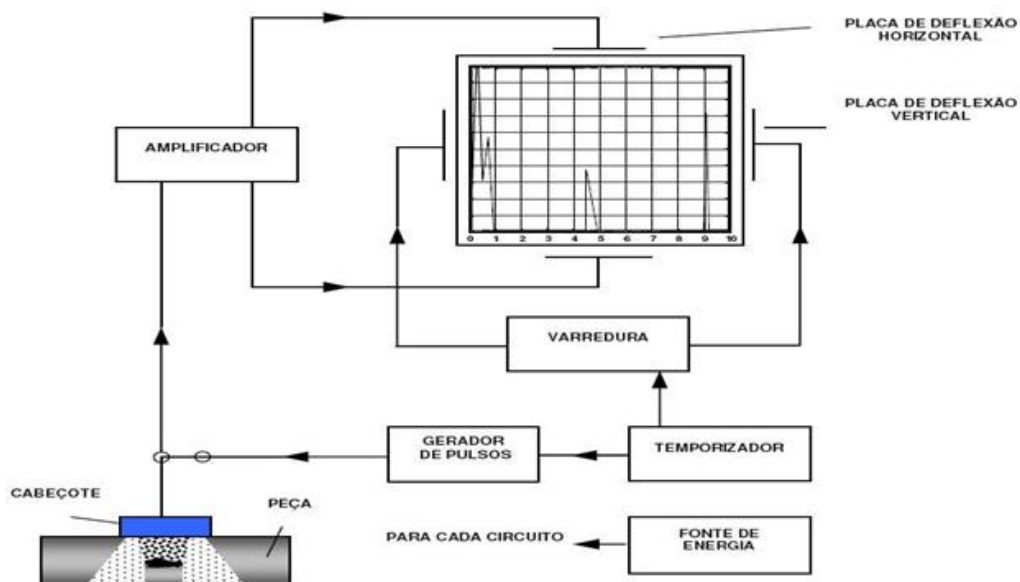 PLACA DE DEFLEXÃO
HORIZONTAL
PLACA DE DEFLEXÃO
VERTICAL
AMPLIFICADOR
0 1 2 3 4 5 6 7 8 9 10
VARREDURA
GERADOR
DE PULSOS
TEMPORIZADOR
CABEÇOTE
PEÇA
PARA CADA CIRCUITO
FONTE DE
ENERGIA